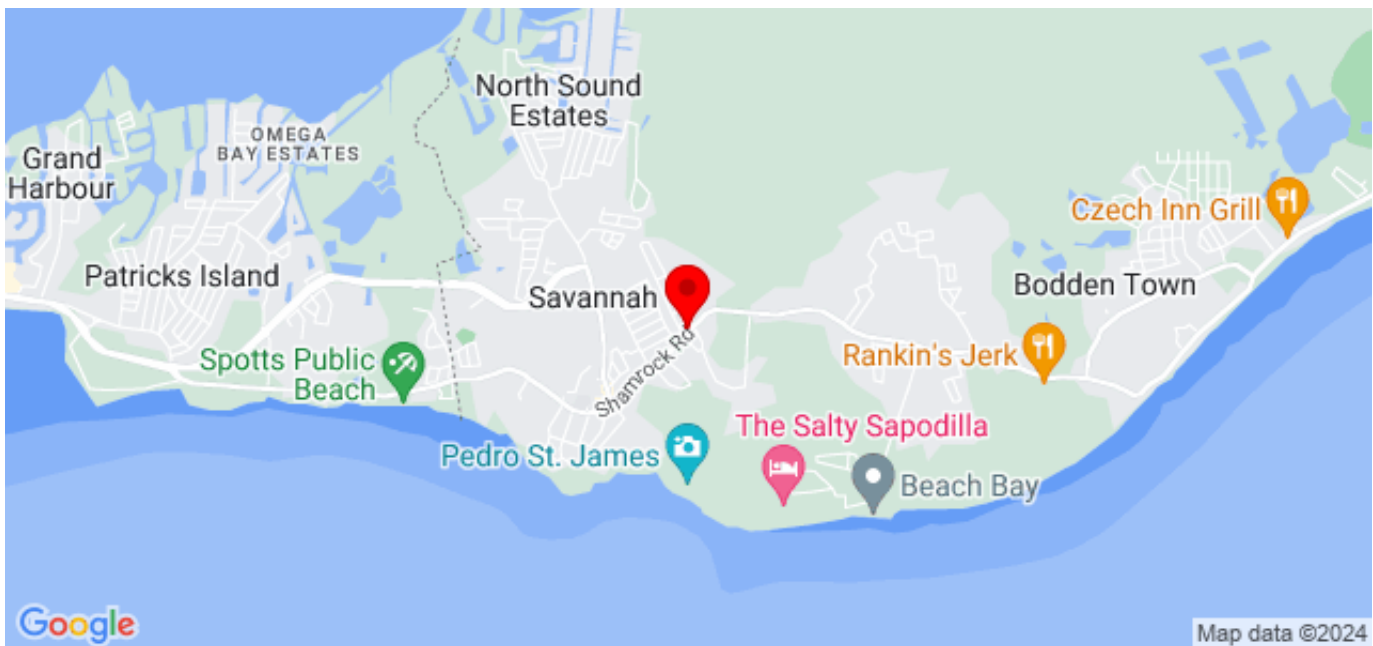 North Sound
Estates
OMEGA
BAY ESTATES
Grand
Harbour
Czech Inn Grill
Patricks Island
Savannah
Bodden Town
Spotts Public
Beach
Shamrock Rd
Rankin's Jerk
The Salty Sapodilla
Pedro St. James
Beach Bay
Google
Map data ©2024